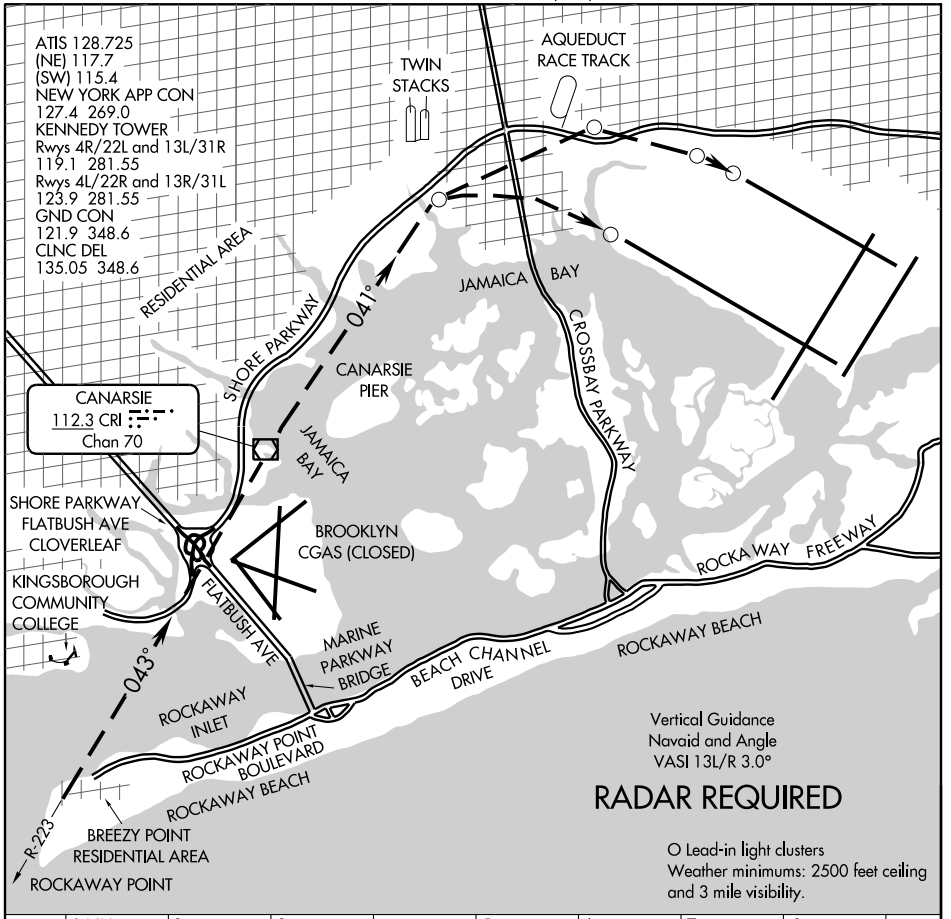 ATIS 128.725
(NE) 117.7
(SW) 115.4
NEW YORK APP CON
127.4 269.0
KENNEDY TOWER
Rwys 4R/22L and 13L/31R
119.1 281.55
Rwys 4L/22R and 13R/31L
123.9 281.55
GND CON
121.9 348.6
CLNC DEL
135.05 348.6
TWIN
STACKS
AQUEDUCT
RACE TRACK
RESIDENTIAL AREA
SHORE PARKWAY
041°
JAMAICA BAY
CROSSBAY PARKWAY
CANARSIE
PIER
CANARSIE
112.3 CRI
Chan 70
JAMAICA
BAY
SHORE PARKWAY
FLATBUSH AVE
CLOVERLEAF
BROOKLYN
CGAS (CLOSED)
KINGSBOROUGH
COMMUNITY
COLLEGE
FLATBUSH AVE
043°
MARINE
PARKWAY
BRIDGE
BEACH CHANNEL
DRIVE
ROCKAWAY FREEWAY
ROCKAWAY BEACH
ROCKAWAY
INLET
ROCKAWAY POINT
BOULEVARD
ROCKAWAY BEACH
R-223
BREEZY POINT
RESIDENTIAL AREA
ROCKAWAY POINT
Vertical Guidance
Navaid and Angle
VASI 13L/R 3.0°
RADAR REQUIRED
O Lead-in light clusters
Weather minimums: 2500 feet ceiling
and 3 mile visibility.